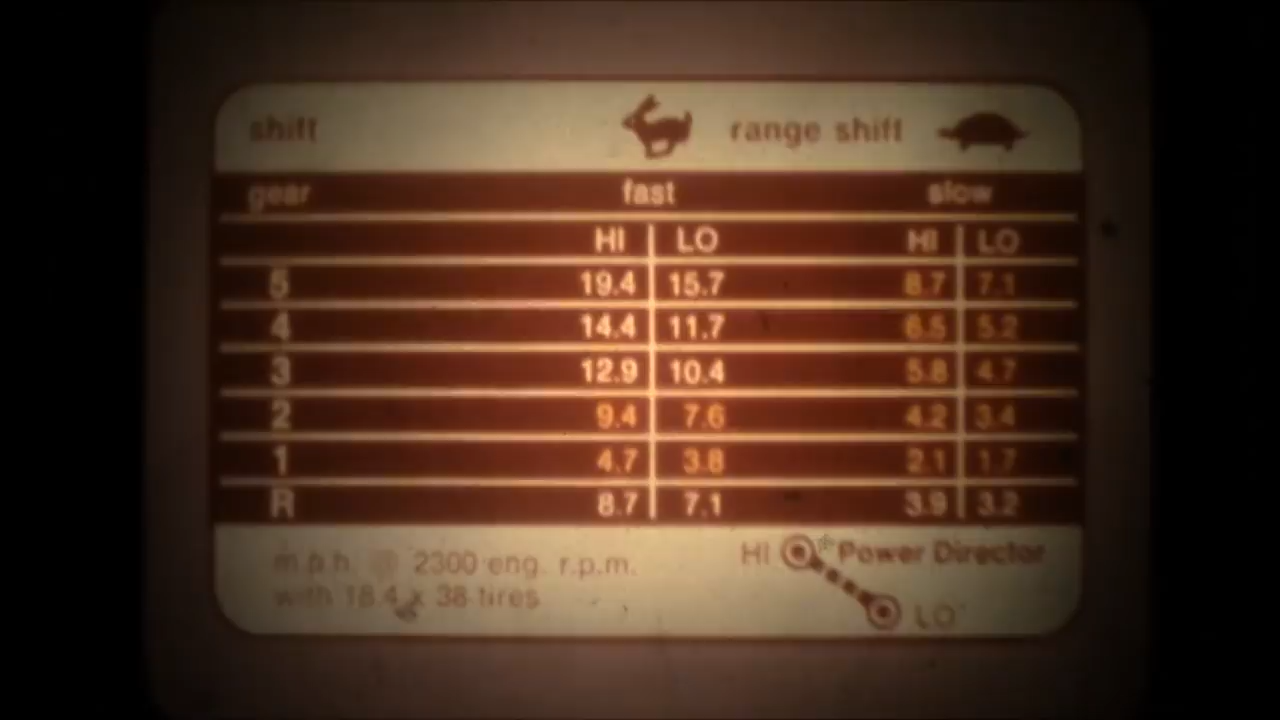 shift range shift
gear fast slow
HI LO HI LO
5 19.4 15.7 8.7 7.1
4 14.4 11.7 6.5 5.2
3 12.9 10.4 5.8 4.7
2 9.4 7.6 4.2 3.4
1 4.7 3.8 2.1 1.7
R 8.7 7.1 3.9 3.2
m.p.h. @ 2300 eng. r.p.m.
with 18.4 x 38 tires
HI Power Director
LO